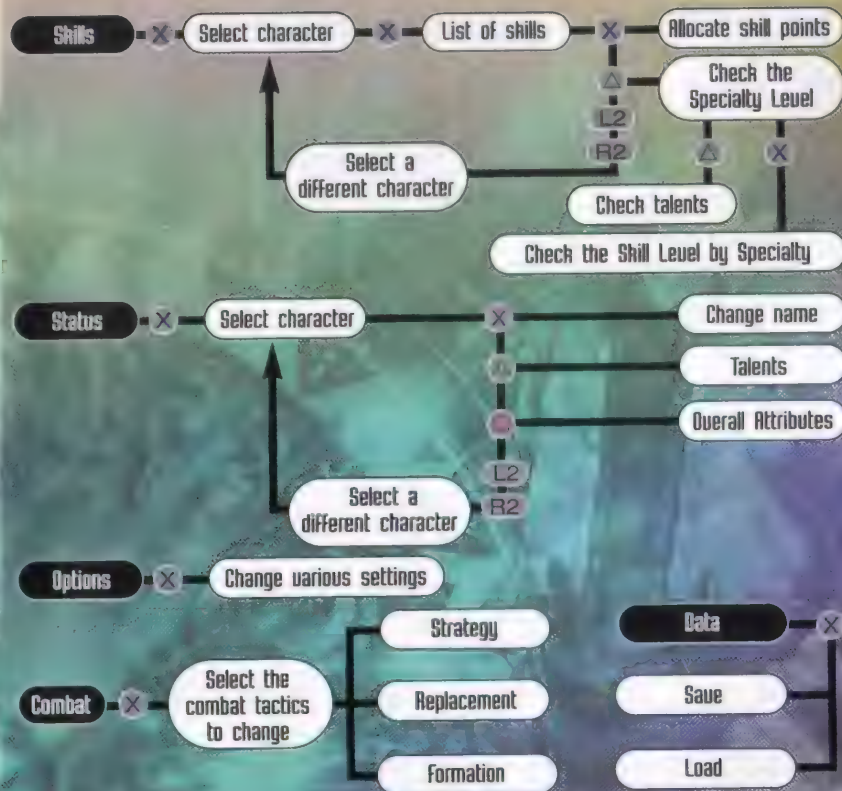 Skills
X
Select character
X
List of skills
X
Allocate skill points
△
Check the
Specialty Level
L2
R2
Select a
different character
△
X
Check talents
Check the Skill Level by Specialty
Status
X
Select character
X
Change name
△
Talents
Overall Attributes
L2
R2
Select a
different character
Options
X
Change various settings
Combat
X
Select the
combat tactics
to change
Strategy
Replacement
Formation
Data
X
Save
Load